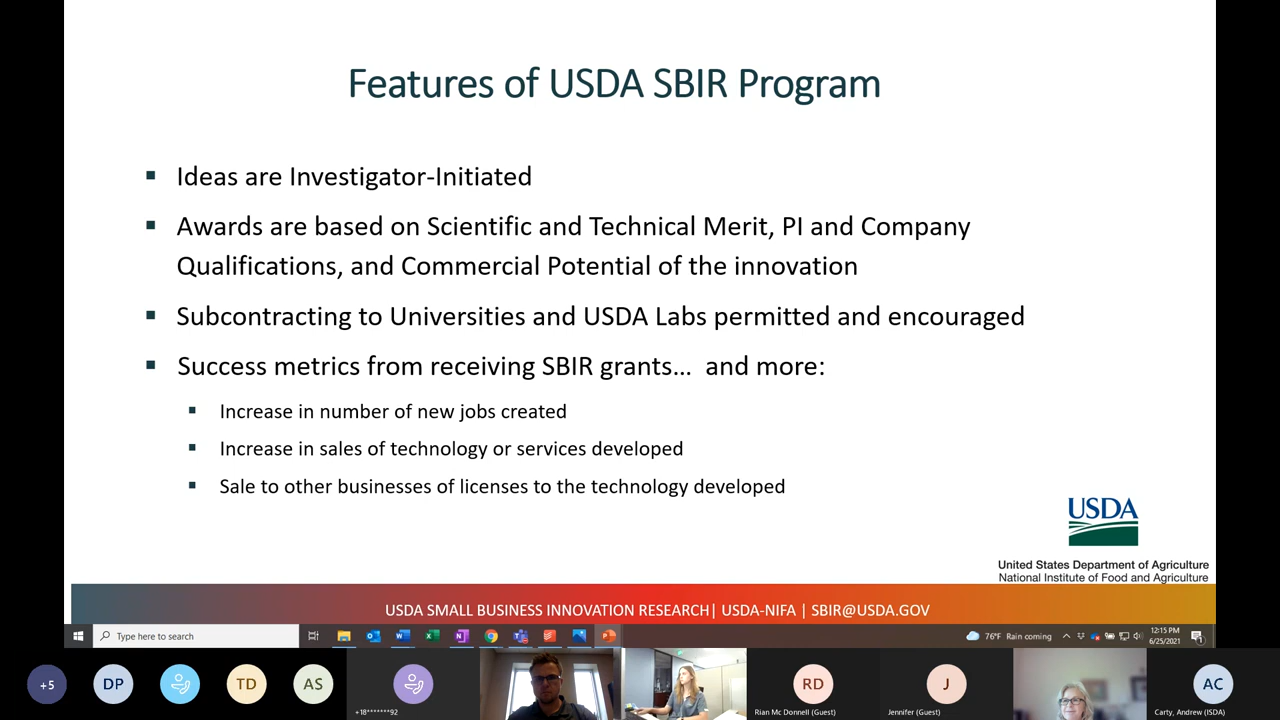 Features of USDA SBIR Program
Ideas are Investigator-Initiated
Awards are based on Scientific and Technical Merit, PI and Company
Qualifications, and Commercial Potential of the innovation
Subcontracting to Universities and USDA Labs permitted and encouraged
Success metrics from receiving SBIR grants... and more:
Increase in number of new jobs created
Increase in sales of technology or services developed
Sale to other businesses of licenses to the technology developed
USDA
United States Department of Agriculture
National Institute of Food and Agriculture
USDA SMALL BUSINESS INNOVATION RESEARCH| USDA-NIFA | SBIR@USDA.GOV
Type here to search
76°F Rain coming
12:15 PM
6/25/2021
+5
DP
TD
AS
+18*******92
RD
Rian Mc Donnell (Guest)
J
Jennifer (Guest)
AC
Carty, Andrew (ISDA)